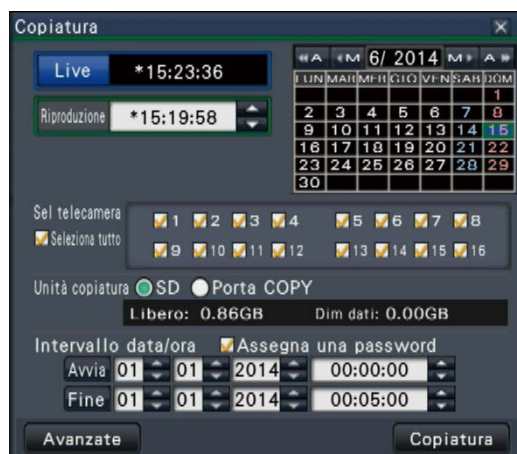 Copiatura
Live *15:23:36
Riproduzione *15:19:58
A M 6/ 2014 M A
LUN MAR MER GIO VEN SAB DOM
1
2 3 4 5 6 7 8
9 10 11 12 13 14 15
16 17 18 19 20 21 22
23 24 25 26 27 28 29
30
Sel telecamera
Seleziona tutto
1 2 3 4 5 6 7 8
9 10 11 12 13 14 15 16
Unità copiatura SD Porta COPY
Libero: 0.86GB Dim dati: 0.00GB
Intervallo data/ora Assegna una password
Avvia 01 01 2014 00:00:00
Fine 01 01 2014 00:05:00
Avanzate Copiatura